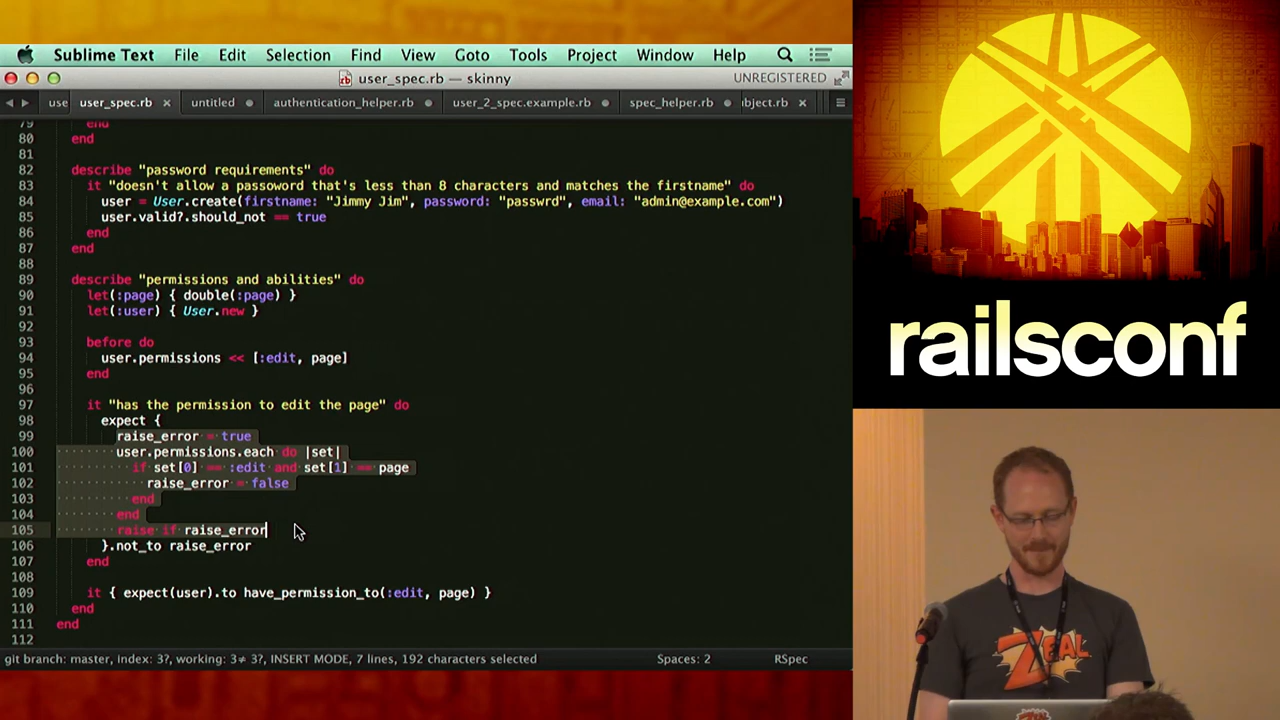 Sublime Text File Edit Selection Find View Goto Tools Project Window Help
user_spec.rb — skinny UNREGISTERED
use user_spec.rb × untitled authentication_helper.rb user_2_spec.example.rb spec_helper.rb bject.rb ×
79 end
80 end
81
82 describe "password requirements" do
83 it "doesn't allow a passoword that's less than 8 characters and matches the firstname" do
84 user = User.create(firstname: "Jimmy Jim", password: "passwrd", email: "admin@example.com")
85 user.valid?.should_not == true
86 end
87 end
88
89 describe "permissions and abilities" do
90 let(:page) { double(:page) }
91 let(:user) { User.new }
92
93 before do
94 user.permissions << [:edit, page]
95 end
96
97 it "has the permission to edit the page" do
98 expect {
99 raise_error = true
100 user.permissions.each do |set|
101 if set[0] == :edit and set[1] == page
102 raise_error = false
103 end
104 end
105 raise if raise_error
106 }.not_to raise_error
107 end
108
109 it { expect(user).to have_permission_to(:edit, page) }
110 end
111 end
112
git branch: master, index: 3?, working: 3≠ 3?, INSERT MODE, 7 lines, 192 characters selected Spaces: 2 RSpec
railsconf
ZEAL